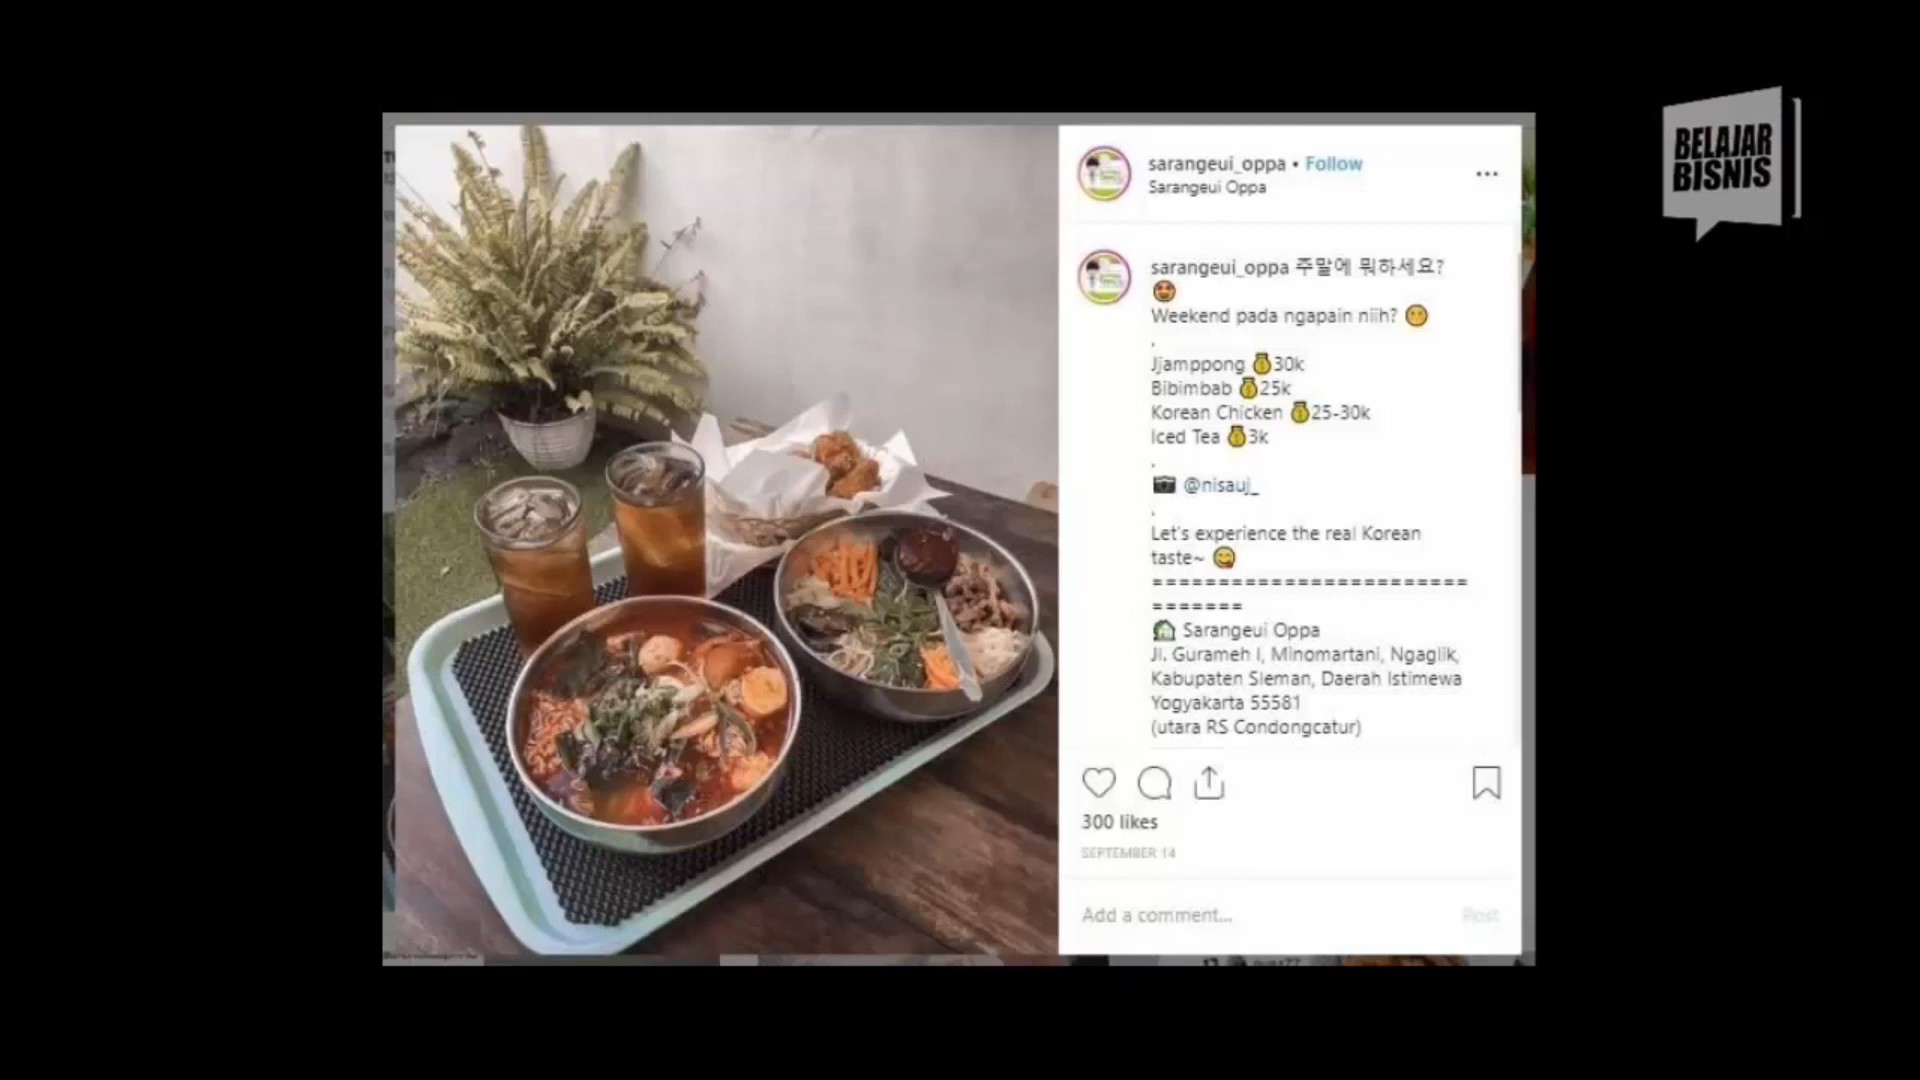 BELAJAR
BISNIS
sarangeui_oppa • Follow
Sarangeui Oppa
sarangeui_oppa 주말에 뭐하세요?
🤩
Weekend pada ngapain niih? 😶
.
Jjamppong 💰30k
Bibimbab 💰25k
Korean Chicken 💰25-30k
Iced Tea 💰3k
.
📷 @nisauj_
.
Let's experience the real Korean
taste~ 😋
========================
=======
🏡 Sarangeui Oppa
Jl. Gurameh I, Minomartani, Ngaglik,
Kabupaten Sleman, Daerah Istimewa
Yogyakarta 55581
(utara RS Condongcatur)
300 likes
SEPTEMBER 14
Add a comment...
Post